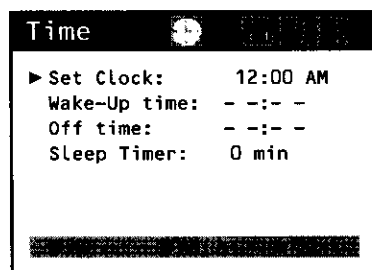 Time
▶ Set Clock: 12:00 AM
Wake-Up time: - -:- -
Off time: - -:- -
Sleep Timer: 0 min